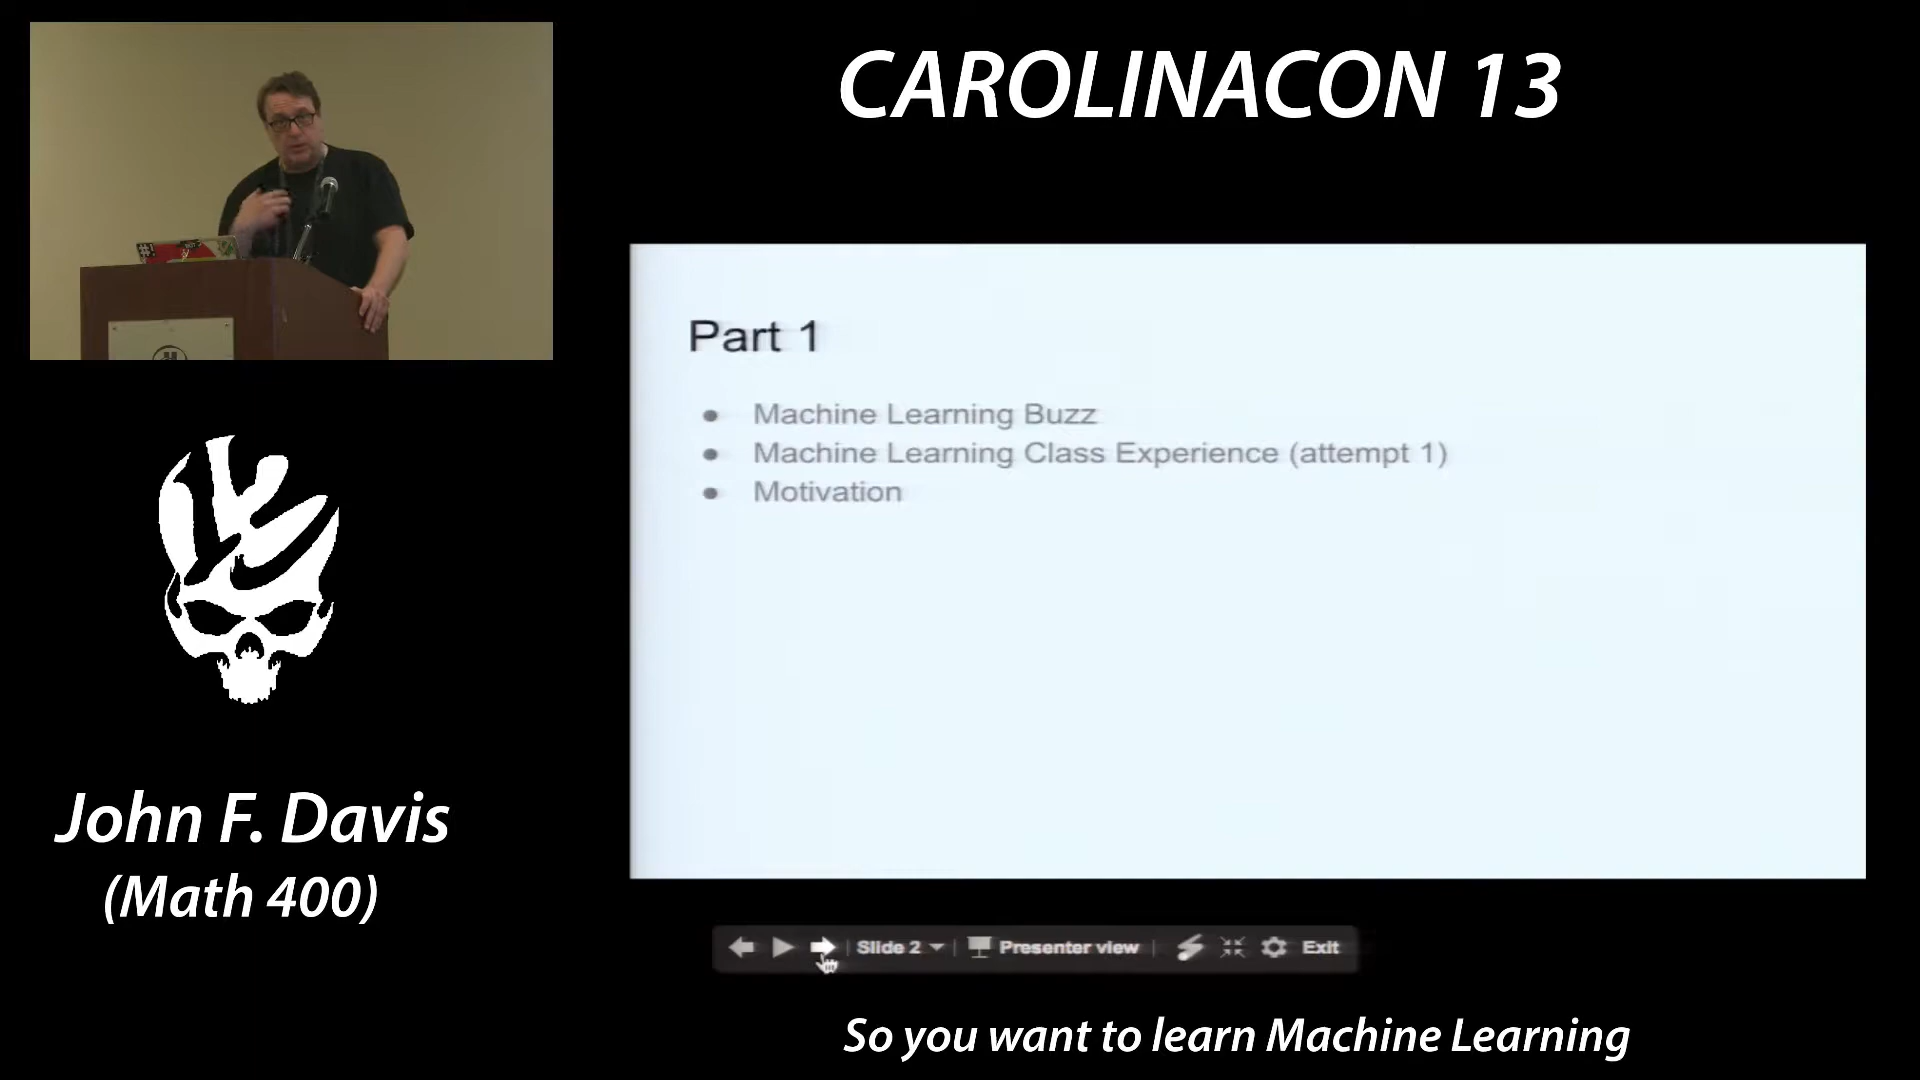 CAROLINACON 13
Part 1
Machine Learning Buzz
Machine Learning Class Experience (attempt 1)
Motivation
John F. Davis
(Math 400)
Slide 2
Presenter view
Exit
So you want to learn Machine Learning